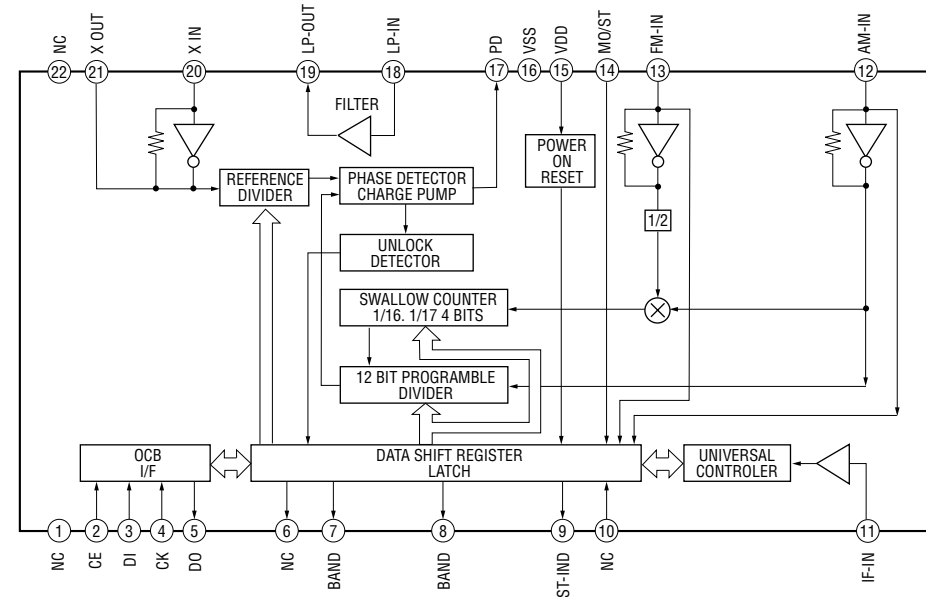 NC
X OUT
X IN
LP-OUT
LP-IN
PD
VSS
VDD
MO/ST
FM-IN
AM-IN
22
21
20
19
18
17
16
15
14
13
12
FILTER
POWER
ON
RESET
REFERENCE
DIVIDER
PHASE DETECTOR
CHARGE PUMP
1/2
UNLOCK
DETECTOR
SWALLOW COUNTER
1/16. 1/17 4 BITS
12 BIT PROGRAMBLE
DIVIDER
OCB
I/F
DATA SHIFT REGISTER
LATCH
UNIVERSAL
CONTROLER
1
2
3
4
5
6
7
8
9
10
11
NC
CE
DI
CK
DO
NC
BAND
BAND
ST-IND
NC
IF-IN